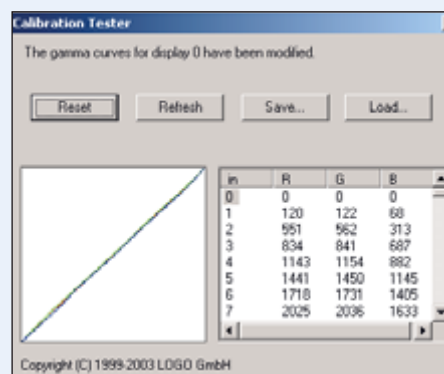 Calibration Tester
The gamma curves for display 0 have been modified.
Reset Refresh Save... Load...
in R G B
0 0 0 0
1 120 122 68
2 551 562 313
3 834 841 687
4 1143 1154 882
5 1441 1450 1145
6 1718 1731 1405
7 2025 2036 1633
Copyright (C) 1999-2003 LOGO GmbH